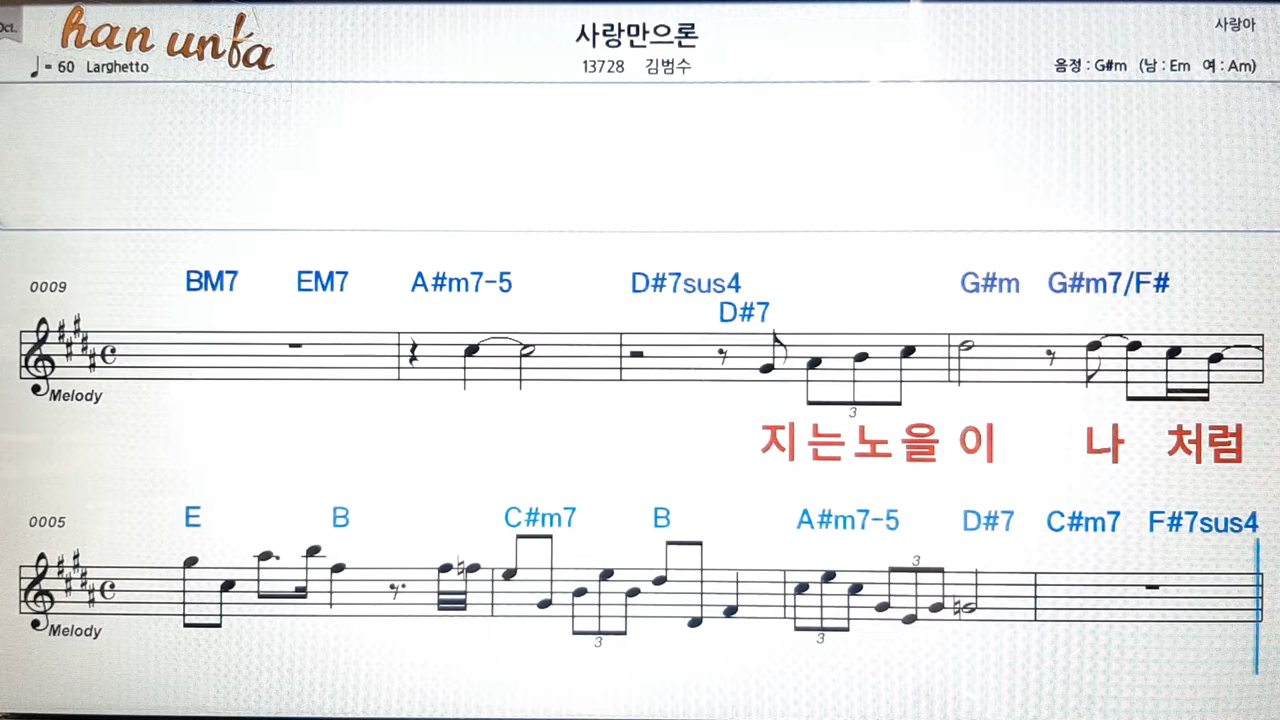 Oct.
han unfa
사랑만으론
사랑아
♩= 60 Larghetto
13728 김범수
음정 : G#m (남 : Em 여 : Am)
0009
BM7 EM7 A#m7-5 D#7sus4 G#m G#m7/F#
D#7
Melody
3
지 는 노 을 이 나 처럼
0005
E B C#m7 B A#m7-5 D#7 C#m7 F#7sus4
3
Melody
3 3